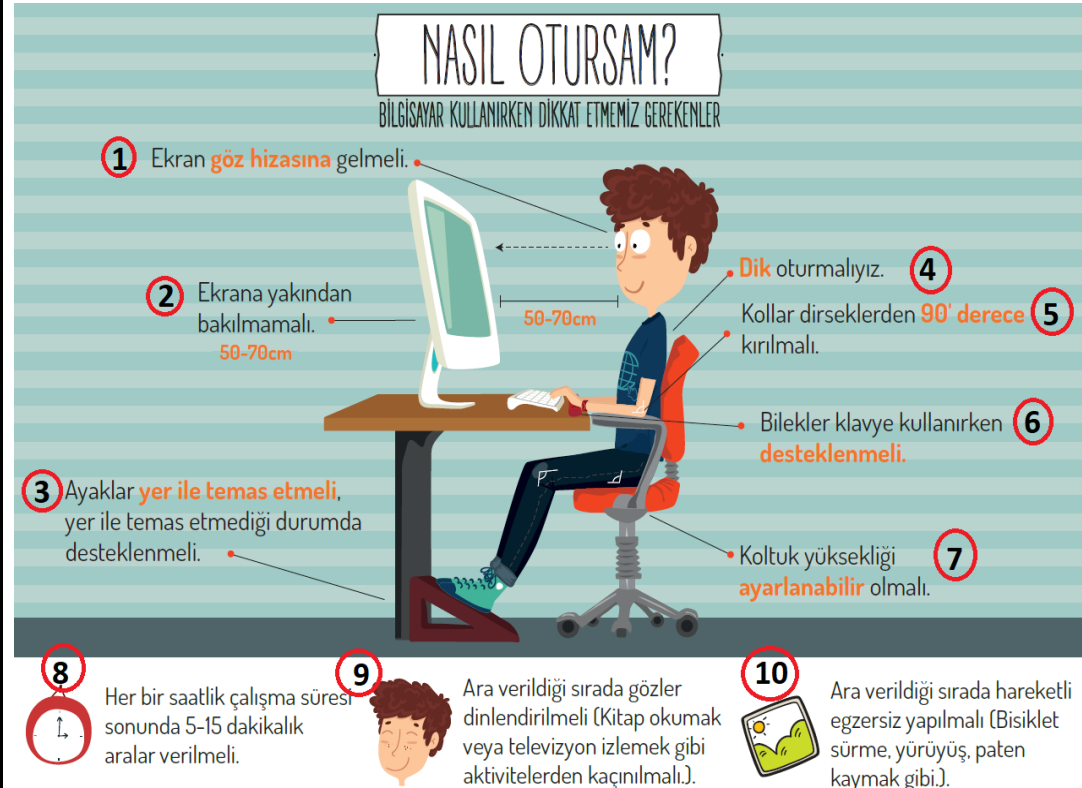 NASIL OTURSAM?
BİLGİSAYAR KULLANIRKEN DİKKAT ETMEMİZ GEREKENLER
1 Ekran göz hizasına gelmeli.
2 Ekrana yakından
bakılmamalı.
50-70cm
50-70cm
3 Ayaklar yer ile temas etmeli,
yer ile temas etmediği durumda
desteklenmeli.
Dik oturmalıyız. 4
Kollar dirseklerden 90' derece 5
kırılmalı.
Bilekler klavye kullanırken 6
desteklenmeli.
Koltuk yüksekliği 7
ayarlanabilir olmalı.
8
Her bir saatlik çalışma süresi
sonunda 5-15 dakikalık
aralar verilmeli.
9
Ara verildiği sırada gözler
dinlendirilmeli (Kitap okumak
veya televizyon izlemek gibi
aktivitelerden kaçınılmalı.).
10
Ara verildiği sırada hareketli
egzersiz yapılmalı (Bisiklet
sürme, yürüyüş, paten
kaymak gibi.).